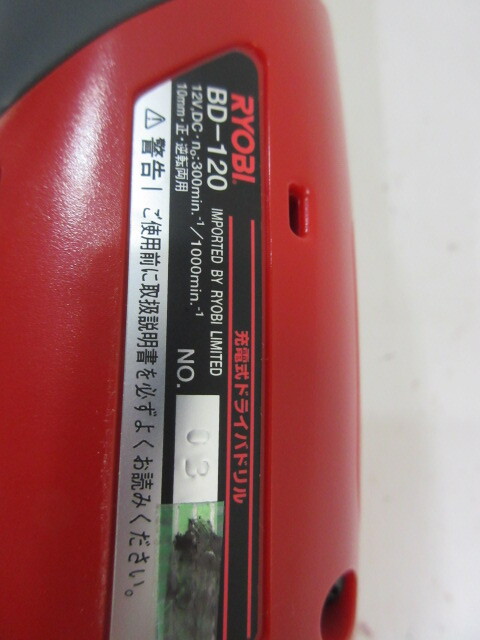 RYOBI
充電式ドライバドリル
BD-120 IMPORTED BY RYOBI LIMITED
12V,DC・n₀:300min.⁻¹/1000min.⁻¹
10mm・正・逆転両用
NO. 03
⚠ 警告 | ご使用前に取扱説明書を必ずよくお読みください。